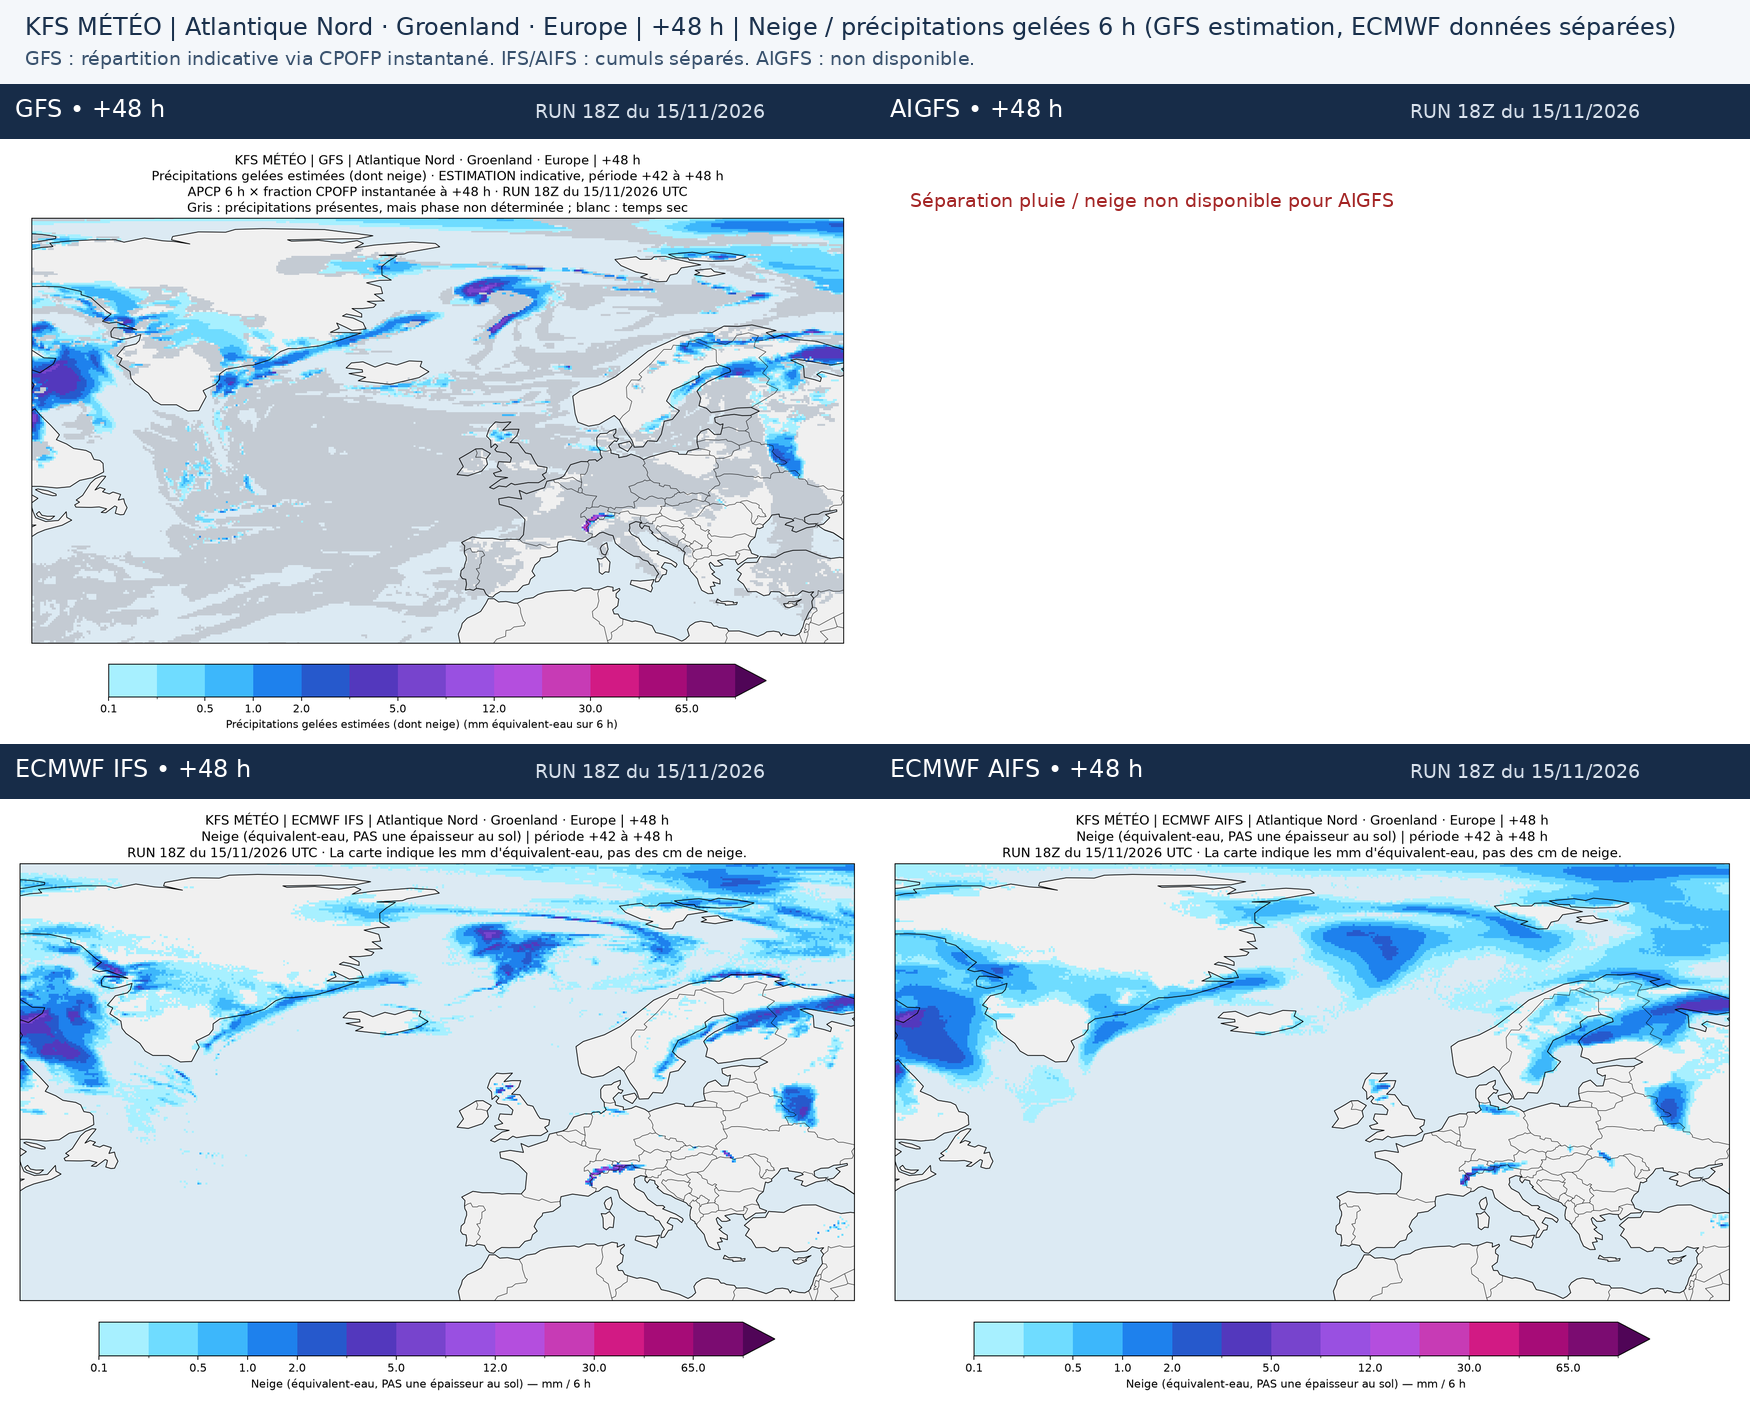 KFS MÉTÉO | Atlantique Nord · Groenland · Europe | +48 h | Neige / précipitations gelées 6 h (GFS estimation, ECMWF données séparées)
GFS : répartition indicative via CPOFP instantané. IFS/AIFS : cumuls séparés. AIGFS : non disponible.
GFS • +48 h
RUN 18Z du 15/11/2026
AIGFS • +48 h
RUN 18Z du 15/11/2026
KFS MÉTÉO | GFS | Atlantique Nord · Groenland · Europe | +48 h
Précipitations gelées estimées (dont neige) · ESTIMATION indicative, période +42 à +48 h
APCP 6 h × fraction CPOFP instantanée à +48 h · RUN 18Z du 15/11/2026 UTC
Gris : précipitations présentes, mais phase non déterminée ; blanc : temps sec
Séparation pluie / neige non disponible pour AIGFS
0.1 0.5 1.0 2.0 5.0 12.0 30.0 65.0
Précipitations gelées estimées (dont neige) (mm équivalent-eau sur 6 h)
ECMWF IFS • +48 h
RUN 18Z du 15/11/2026
ECMWF AIFS • +48 h
RUN 18Z du 15/11/2026
KFS MÉTÉO | ECMWF IFS | Atlantique Nord · Groenland · Europe | +48 h
Neige (équivalent-eau, PAS une épaisseur au sol) | période +42 à +48 h
RUN 18Z du 15/11/2026 UTC · La carte indique les mm d'équivalent-eau, pas des cm de neige.
0.1 0.5 1.0 2.0 5.0 12.0 30.0 65.0
Neige (équivalent-eau, PAS une épaisseur au sol) — mm / 6 h
KFS MÉTÉO | ECMWF AIFS | Atlantique Nord · Groenland · Europe | +48 h
Neige (équivalent-eau, PAS une épaisseur au sol) | période +42 à +48 h
RUN 18Z du 15/11/2026 UTC · La carte indique les mm d'équivalent-eau, pas des cm de neige.
0.1 0.5 1.0 2.0 5.0 12.0 30.0 65.0
Neige (équivalent-eau, PAS une épaisseur au sol) — mm / 6 h